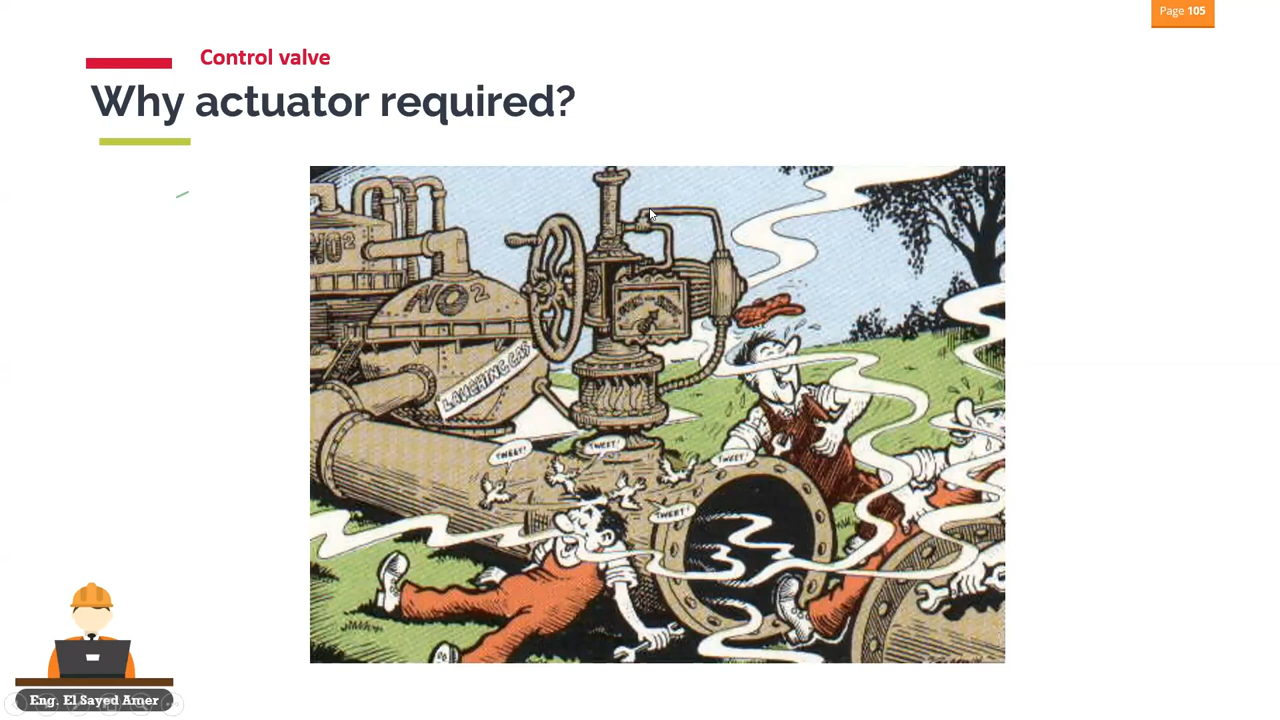 Page 105
Control valve
Why actuator required?
NO²
NO²
LAUGHING GAS
TWEET!
TWEET!
TWEET!
TWEET!
Eng. El Sayed Amer